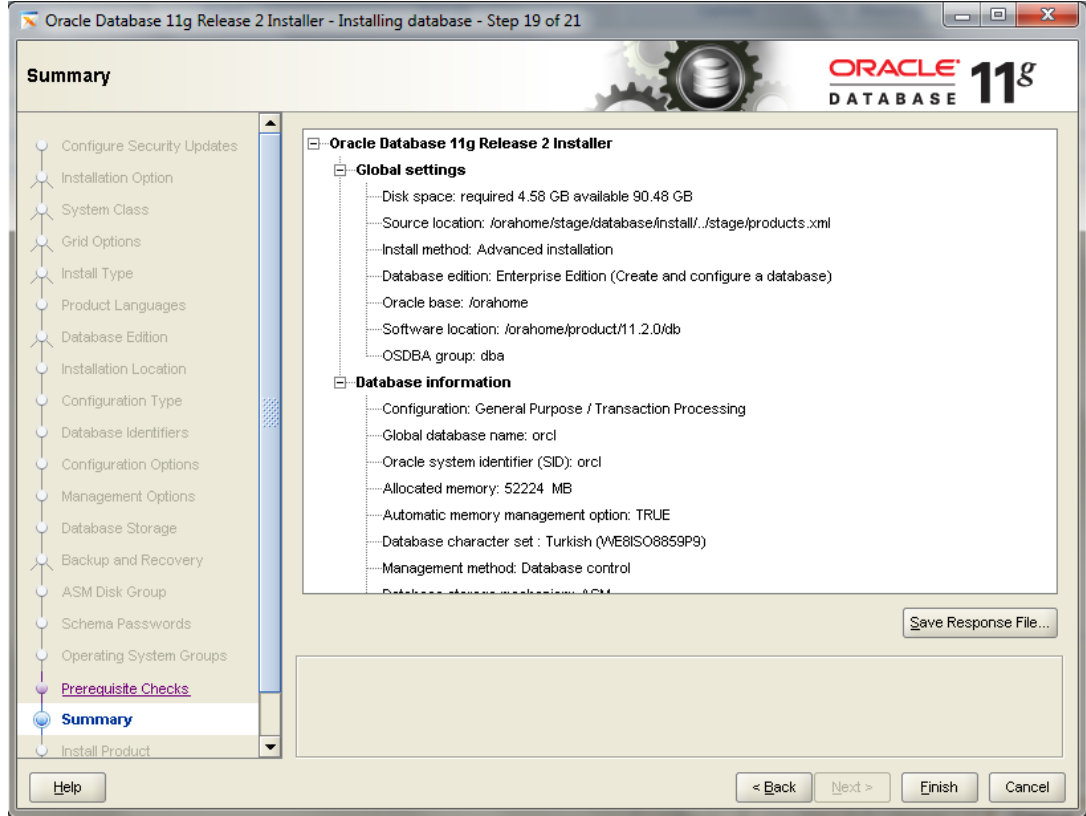 Oracle Database 11g Release 2 Installer - Installing database - Step 19 of 21
Summary
ORACLE
DATABASE
11g
Configure Security Updates
Installation Option
System Class
Grid Options
Install Type
Product Languages
Database Edition
Installation Location
Configuration Type
Database Identifiers
Configuration Options
Management Options
Database Storage
Backup and Recovery
ASM Disk Group
Schema Passwords
Operating System Groups
Prerequisite Checks
Summary
Install Product
Oracle Database 11g Release 2 Installer
Global settings
Disk space: required 4.58 GB available 90.48 GB
Source location: /orahome/stage/database/install/../stage/products.xml
Install method: Advanced installation
Database edition: Enterprise Edition (Create and configure a database)
Oracle base: /orahome
Software location: /orahome/product/11.2.0/db
OSDBA group: dba
Database information
Configuration: General Purpose / Transaction Processing
Global database name: orcl
Oracle system identifier (SID): orcl
Allocated memory: 52224 MB
Automatic memory management option: TRUE
Database character set : Turkish (WE8ISO8859P9)
Management method: Database control
Database storage mechanism: ASM
Save Response File...
Help
< Back
Next >
Finish
Cancel